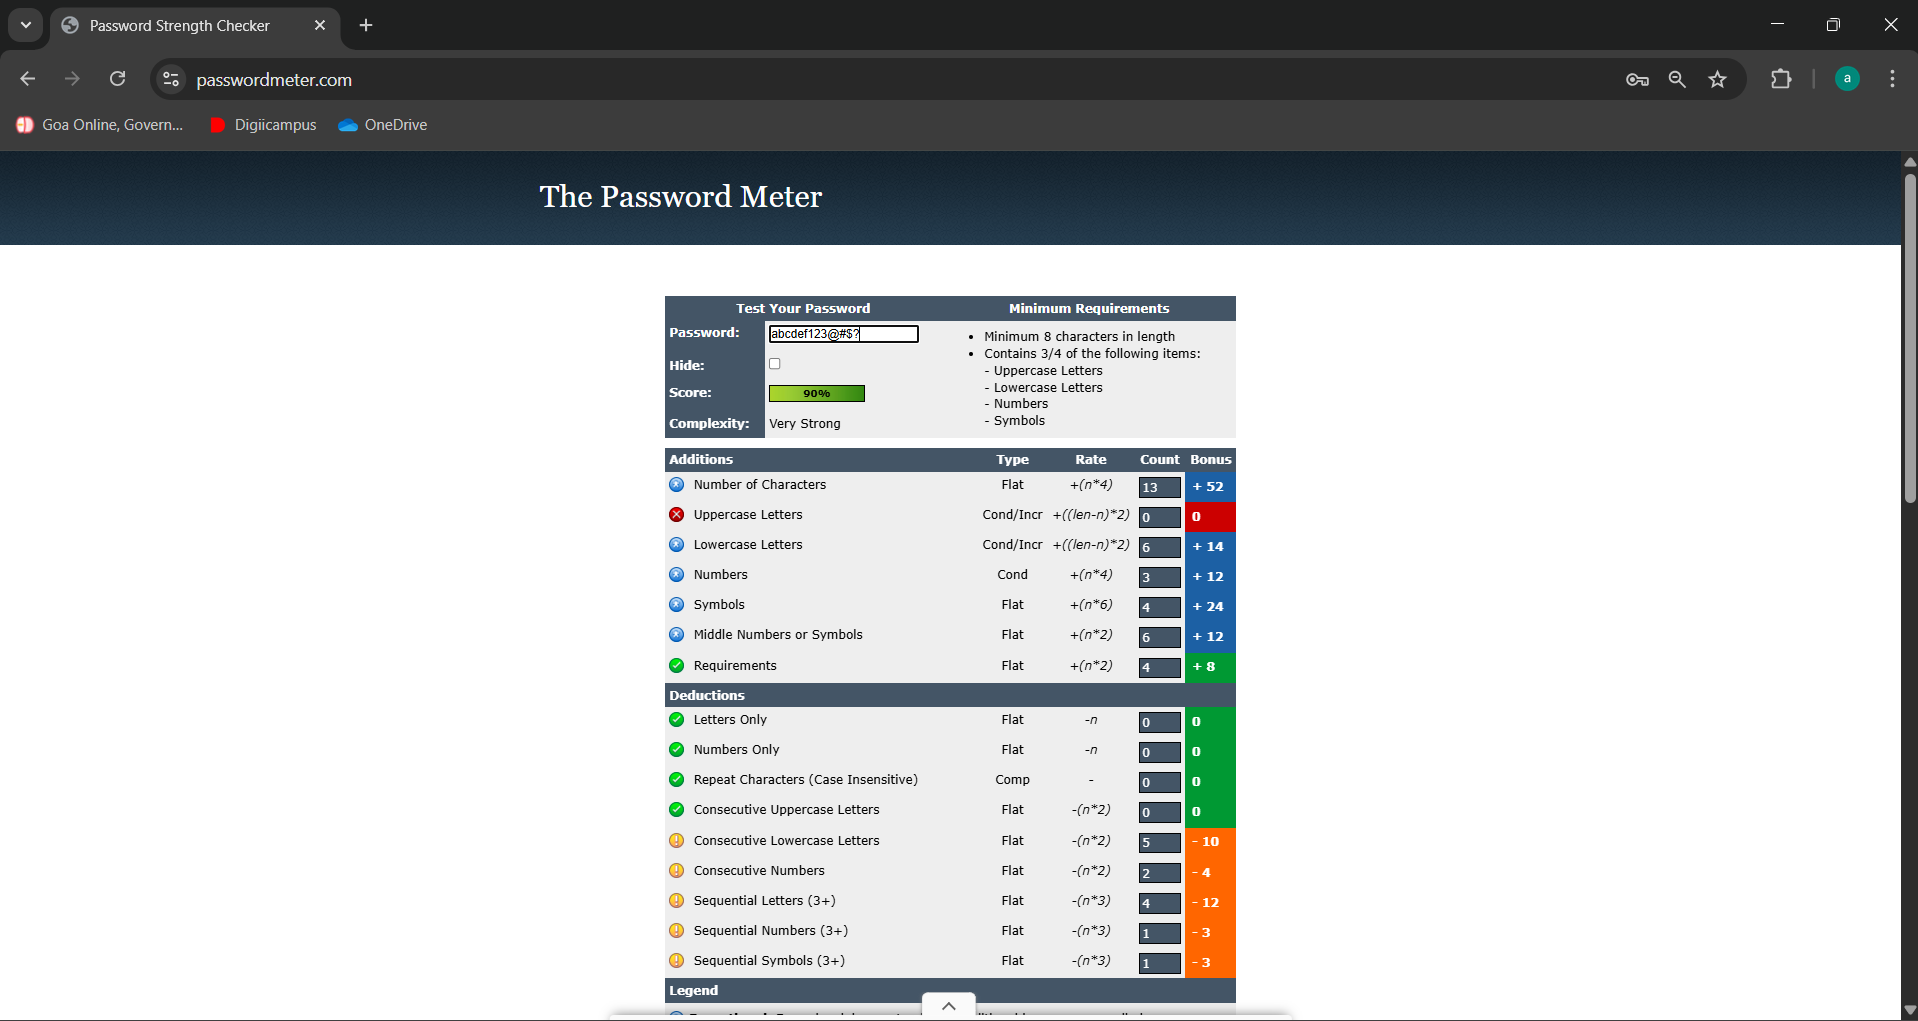 Password Strength Checker
passwordmeter.com
a
Goa Online, Govern...
Digiicampus
OneDrive
The Password Meter
Test Your Password
Minimum Requirements
Password:
abcdef123@#$?
Hide:
Score:
90%
Complexity:
Very Strong
• Minimum 8 characters in length
• Contains 3/4 of the following items:
- Uppercase Letters
- Lowercase Letters
- Numbers
- Symbols
Additions Type Rate Count Bonus
Number of Characters Flat +(n*4) 13 + 52
Uppercase Letters Cond/Incr +((len-n)*2) 0 0
Lowercase Letters Cond/Incr +((len-n)*2) 6 + 14
Numbers Cond +(n*4) 3 + 12
Symbols Flat +(n*6) 4 + 24
Middle Numbers or Symbols Flat +(n*2) 6 + 12
Requirements Flat +(n*2) 4 + 8
Deductions
Letters Only Flat -n 0 0
Numbers Only Flat -n 0 0
Repeat Characters (Case Insensitive) Comp - 0 0
Consecutive Uppercase Letters Flat -(n*2) 0 0
Consecutive Lowercase Letters Flat -(n*2) 5 - 10
Consecutive Numbers Flat -(n*2) 2 - 4
Sequential Letters (3+) Flat -(n*3) 4 - 12
Sequential Numbers (3+) Flat -(n*3) 1 - 3
Sequential Symbols (3+) Flat -(n*3) 1 - 3
Legend